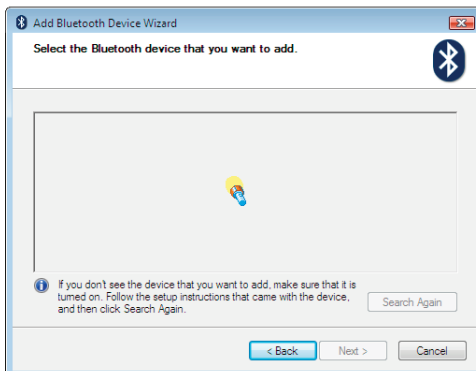 Add Bluetooth Device Wizard
Select the Bluetooth device that you want to add.
If you don't see the device that you want to add, make sure that it is
turned on. Follow the setup instructions that came with the device,
and then click Search Again.
Search Again
< Back
Next >
Cancel